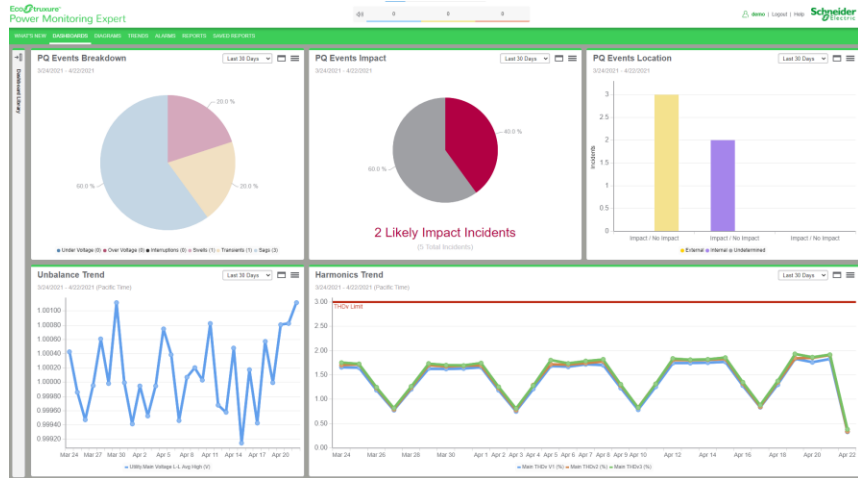 EcoStruxure™
Power Monitoring Expert
0 0 0
demo | Logout | Help
Schneider Electric
WHAT'S NEW DASHBOARDS DIAGRAMS TRENDS ALARMS REPORTS SAVED REPORTS
Dashboard Library
PQ Events Breakdown
Last 30 Days
3/24/2021 - 4/22/2021
20.0 %
20.0 %
60.0 %
Under Voltage (0) Over Voltage (0) Interruptions (0) Swells (1) Transients (1) Sags (3)
PQ Events Impact
Last 30 Days
3/24/2021 - 4/22/2021
40.0 %
60.0 %
2 Likely Impact Incidents
(5 Total Incidents)
PQ Events Location
Last 30 Days
3/24/2021 - 4/22/2021
Incidents
3
2.5
2
1.5
1
0.5
0
Impact / No Impact Impact / No Impact Impact / No Impact
External Internal Undetermined
Unbalance Trend
Last 30 Days
3/24/2021 - 4/22/2021 (Pacific Time)
1.00100
1.00080
1.00060
1.00040
1.00020
1.00000
0.99980
0.99960
0.99940
0.99920
Mar 24 Mar 27 Mar 30 Apr 2 Apr 5 Apr 8 Apr 11 Apr 14 Apr 17 Apr 20
Utility Main Voltage L-L Avg High (V)
Harmonics Trend
Last 30 Days
3/24/2021 - 4/22/2021 (Pacific Time)
3.00
THDv Limit
2.50
2.00
1.50
1.00
0.50
0.00
Mar 24 Mar 26 Mar 28 Mar 30 Apr 1 Apr 2 Apr 3 Apr 4 Apr 5 Apr 6 Apr 7 Apr 8 Apr 9 Apr 10 Apr 12 Apr 14 Apr 16 Apr 18 Apr 20 Apr 22
Main THDv V1 (%) Main THDv2 (%) Main THDv3 (%)